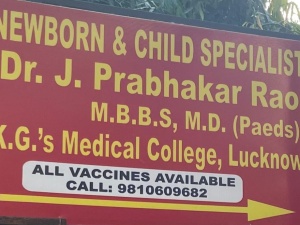 NEWBORN & CHILD SPECIALIST
Dr. J. Prabhakar Rao
M.B.B.S, M.D. (Paeds)
K.G.'s Medical College, Lucknow
ALL VACCINES AVAILABLE
CALL: 9810609682